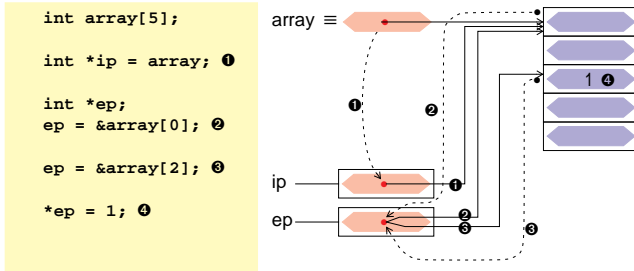 int array[5];
int *ip = array; ❶
int *ep;
ep = &array[0]; ❷
ep = &array[2]; ❸
*ep = 1; ❹
array ≡
❶
❷
1 ❹
ip
❶
ep
❷
❸
❸